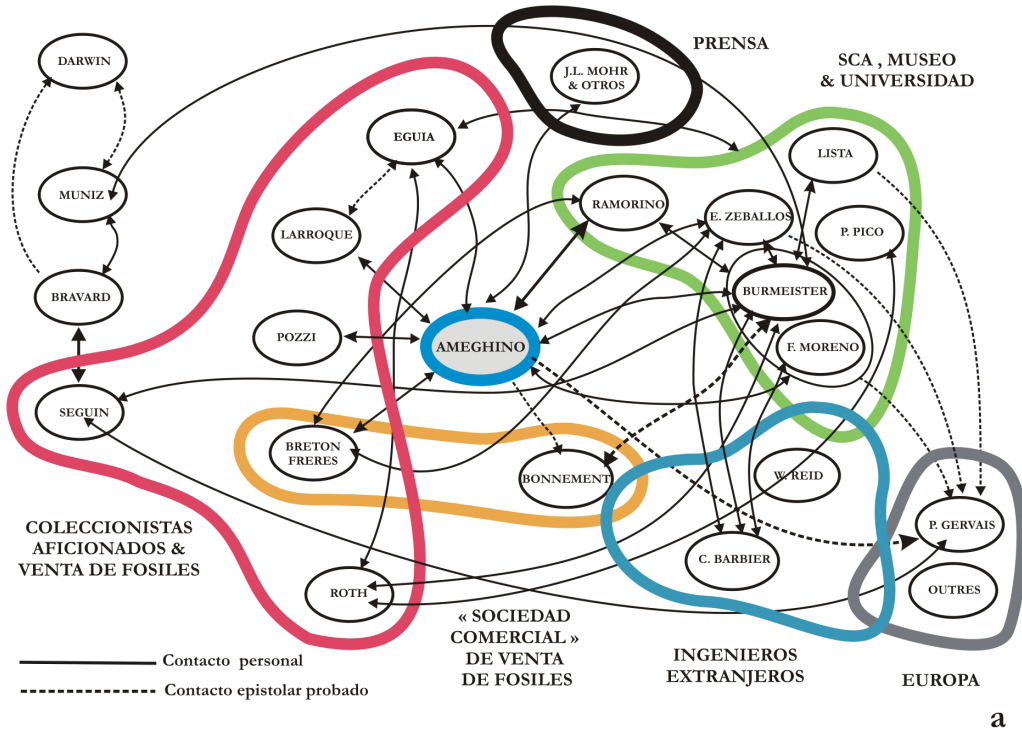 PRENSA
SCA , MUSEO
& UNIVERSIDAD
DARWIN
J.L. MOHR
& OTROS
EGUIA
LISTA
MUNIZ
RAMORINO
E. ZEBALLOS
P. PICO
LARROQUE
BRAVARD
BURMEISTER
POZZI
AMEGHINO
F. MORENO
SEGUIN
BRETON
FRERES
BONNEMENT
W. REID
COLECCIONISTAS
AFICIONADOS &
VENTA DE FOSILES
P. GERVAIS
C. BARBIER
OUTRES
ROTH
« SOCIEDAD
COMERCIAL »
DE VENTA
DE FOSILES
INGENIEROS
EXTRANJEROS
EUROPA
Contacto personal
Contacto epistolar probado
a